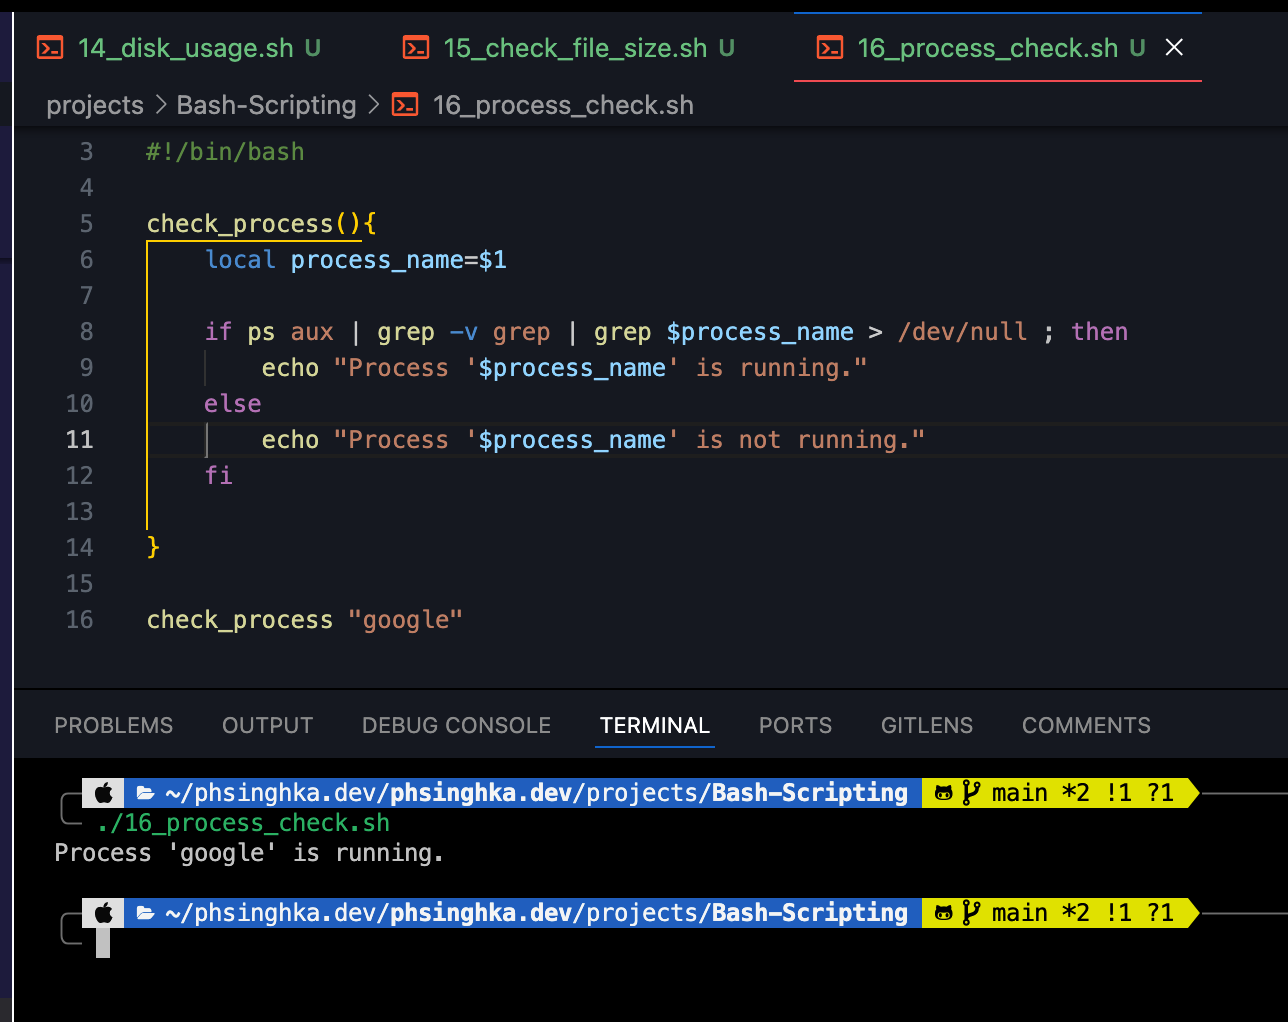 14_disk_usage.sh U 15_check_file_size.sh U 16_process_check.sh U
projects > Bash-Scripting > 16_process_check.sh
3 #!/bin/bash
4
5 check_process(){
6 local process_name=$1
7
8 if ps aux | grep -v grep | grep $process_name > /dev/null ; then
9 echo "Process '$process_name' is running."
10 else
11 echo "Process '$process_name' is not running."
12 fi
13
14 }
15
16 check_process "google"
PROBLEMS OUTPUT DEBUG CONSOLE TERMINAL PORTS GITLENS COMMENTS
~/phsinghka.dev/phsinghka.dev/projects/Bash-Scripting main *2 !1 ?1
./16_process_check.sh
Process 'google' is running.
~/phsinghka.dev/phsinghka.dev/projects/Bash-Scripting main *2 !1 ?1